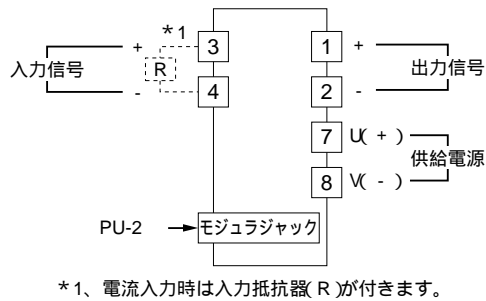 *1
+ 3 1 +
入力信号 R 出力信号
- 4 2 -
7 U( + )
供給電源
8 V( - )
PU-2 モジュラジャック
*1、電流入力時は入力抵抗器( R )が付きます。